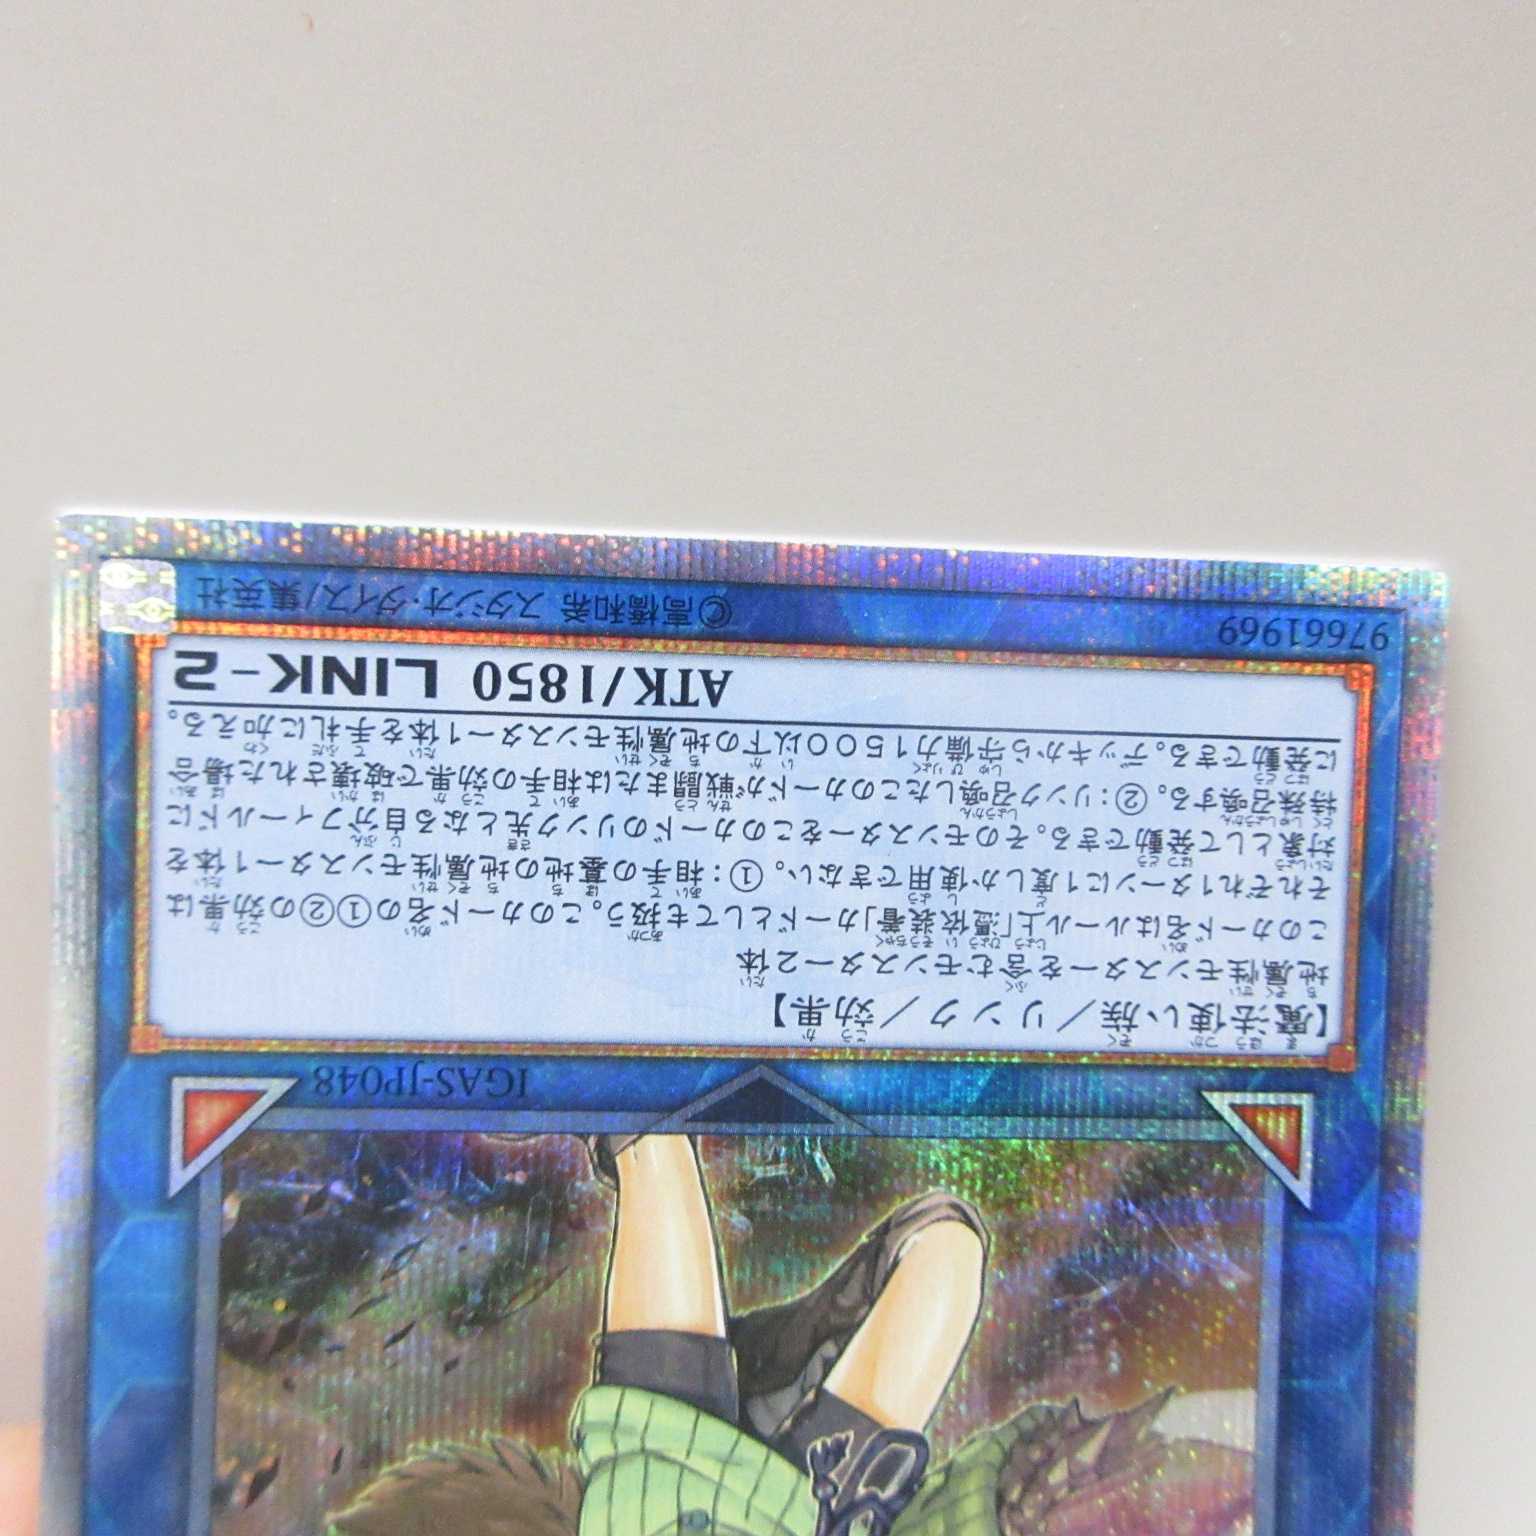 IGAS-JP048
【魔法使い族／リンク／効果】
地属性モンスターを含むモンスター２体
このカード名はルール上「憑依装着」カードとしても扱う。このカード名の①②の効果は
それぞれ１ターンに１度しか使用できない。①：相手の墓地の地属性モンスター１体を
対象として発動できる。そのモンスターをこのカードのリンク先となる自分フィールドに
特殊召喚する。②：リンク召喚したこのカードが戦闘または相手の効果で破壊された場合
に発動できる。デッキから守備力１５００以下の地属性モンスター１体を手札に加える。
ATK/1850 LINK-2
97661969
©高橋和希 スタジオ・ダイス/集英社